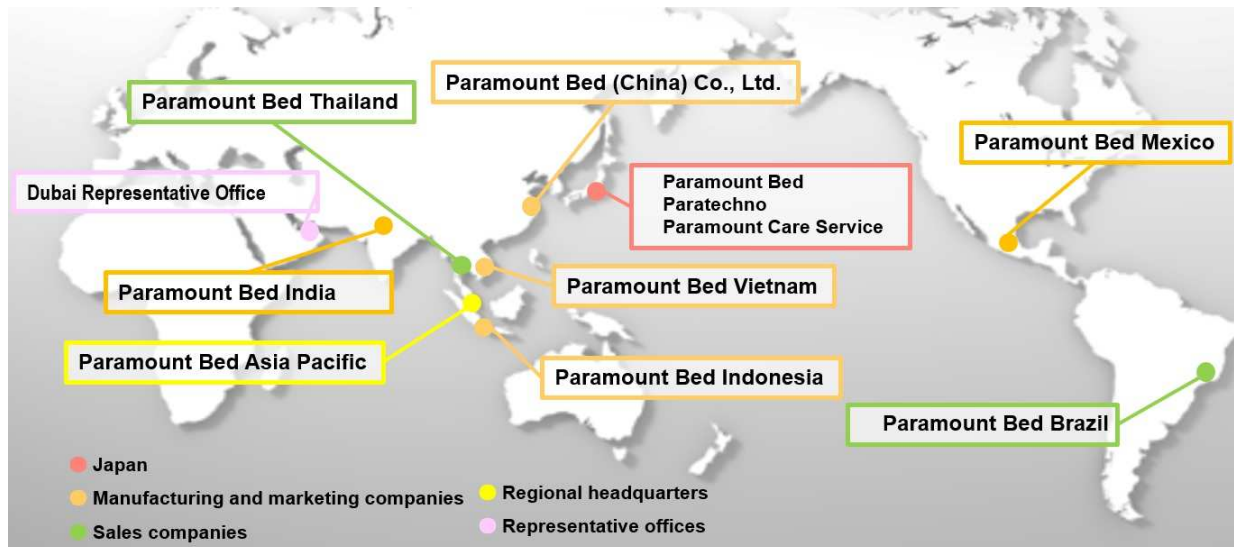 Paramount Bed Thailand
Paramount Bed (China) Co., Ltd.
Paramount Bed Mexico
Dubai Representative Office
Paramount Bed
Paratechno
Paramount Care Service
Paramount Bed India
Paramount Bed Vietnam
Paramount Bed Asia Pacific
Paramount Bed Indonesia
Paramount Bed Brazil
Japan
Manufacturing and marketing companies
Sales companies
Regional headquarters
Representative offices